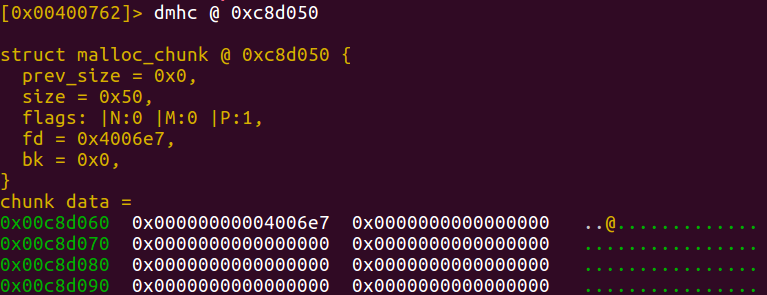 [0x00400762]> dmhc @ 0xc8d050
struct malloc_chunk @ 0xc8d050 {
  prev_size = 0x0,
  size = 0x50,
  flags: |N:0 |M:0 |P:1,
  fd = 0x4006e7,
  bk = 0x0,
}
chunk data =
0x00c8d060  0x00000000004006e7  0x0000000000000000   ..@.............
0x00c8d070  0x0000000000000000  0x0000000000000000   ................
0x00c8d080  0x0000000000000000  0x0000000000000000   ................
0x00c8d090  0x0000000000000000  0x0000000000000000   ................